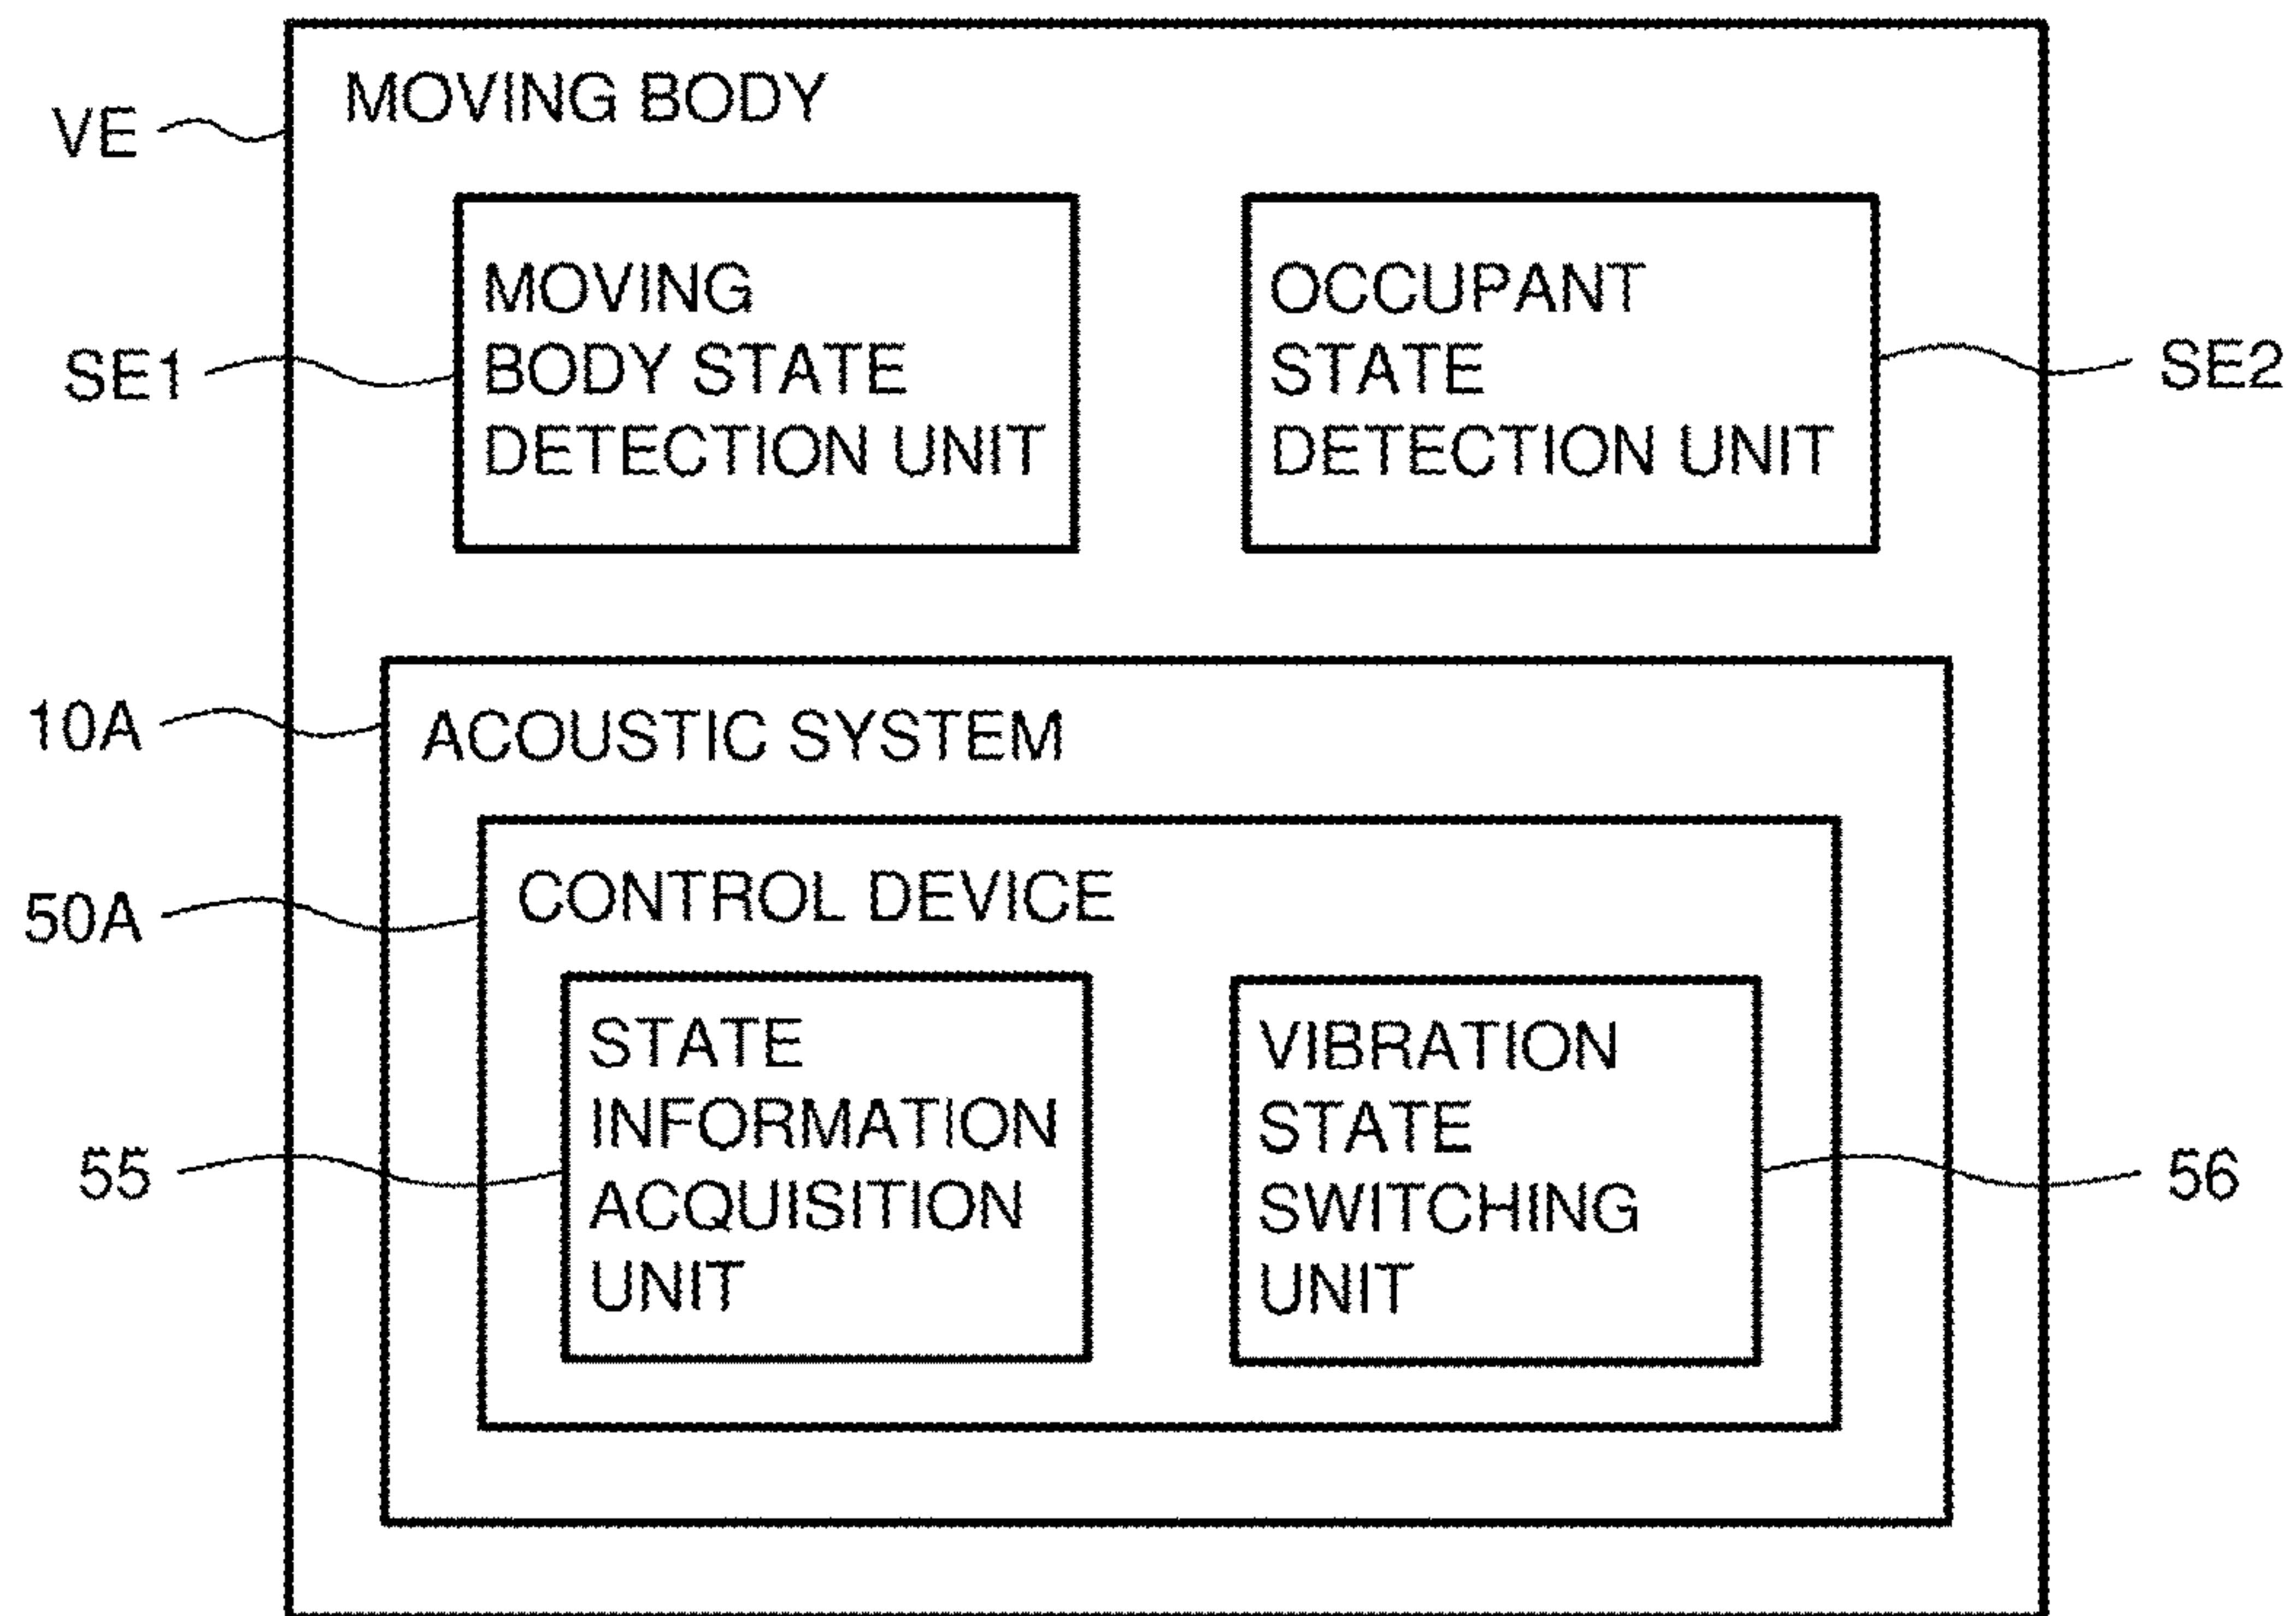 MOVING BODY
VE
MOVING
BODY STATE
DETECTION UNIT
SE1
OCCUPANT
STATE
DETECTION UNIT
SE2
10A
ACOUSTIC SYSTEM
50A
CONTROL DEVICE
STATE
INFORMATION
ACQUISITION
UNIT
55
VIBRATION
STATE
SWITCHING
UNIT
56